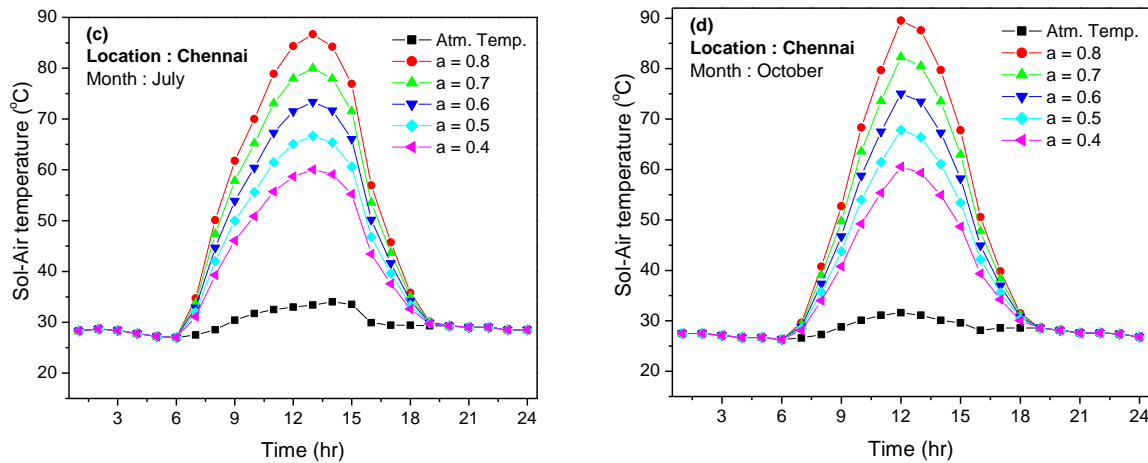 (c)
Location : Chennai
Month : July
Atm. Temp.
a = 0.8
a = 0.7
a = 0.6
a = 0.5
a = 0.4
Sol-Air temperature (°C)
90
80
70
60
50
40
30
20
3 6 9 12 15 18 21 24
Time (hr)
(d)
Location : Chennai
Month : October
Atm. Temp.
a = 0.8
a = 0.7
a = 0.6
a = 0.5
a = 0.4
Sol-Air temperature (°C)
90
80
70
60
50
40
30
20
3 6 9 12 15 18 21 24
Time (hr)